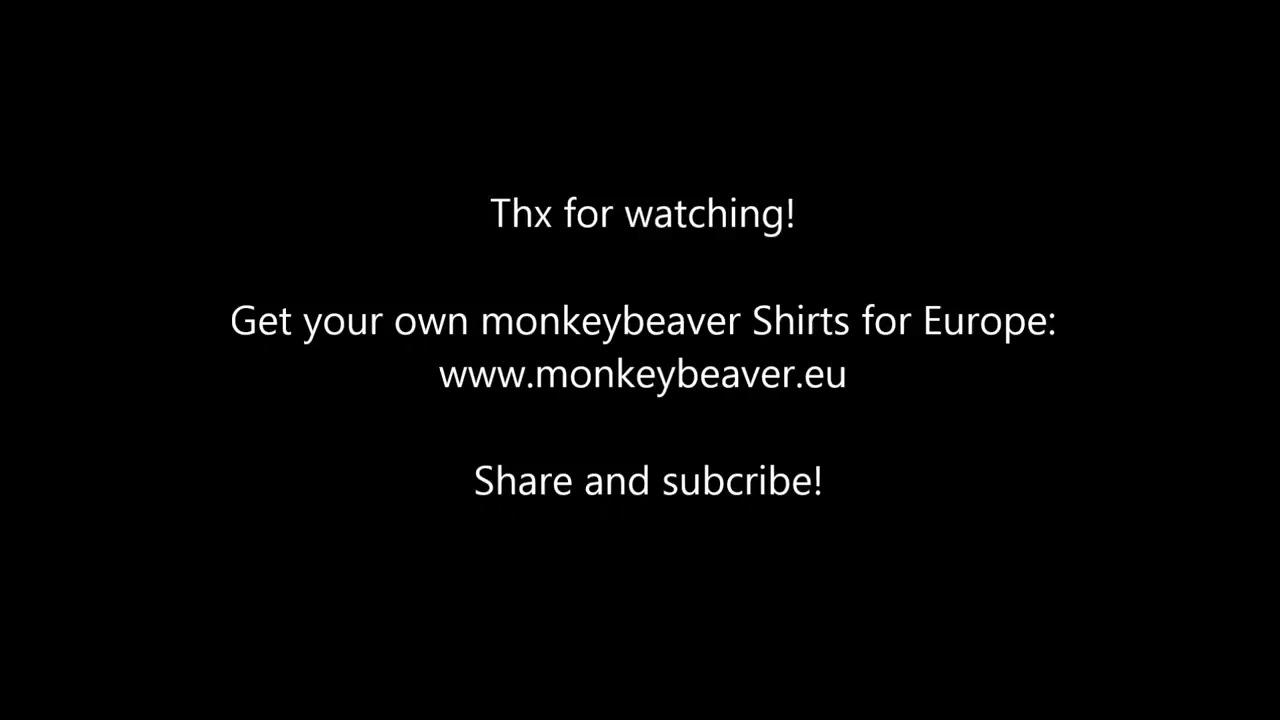 Thx for watching!
Get your own monkeybeaver Shirts for Europe:
www.monkeybeaver.eu
Share and subcribe!